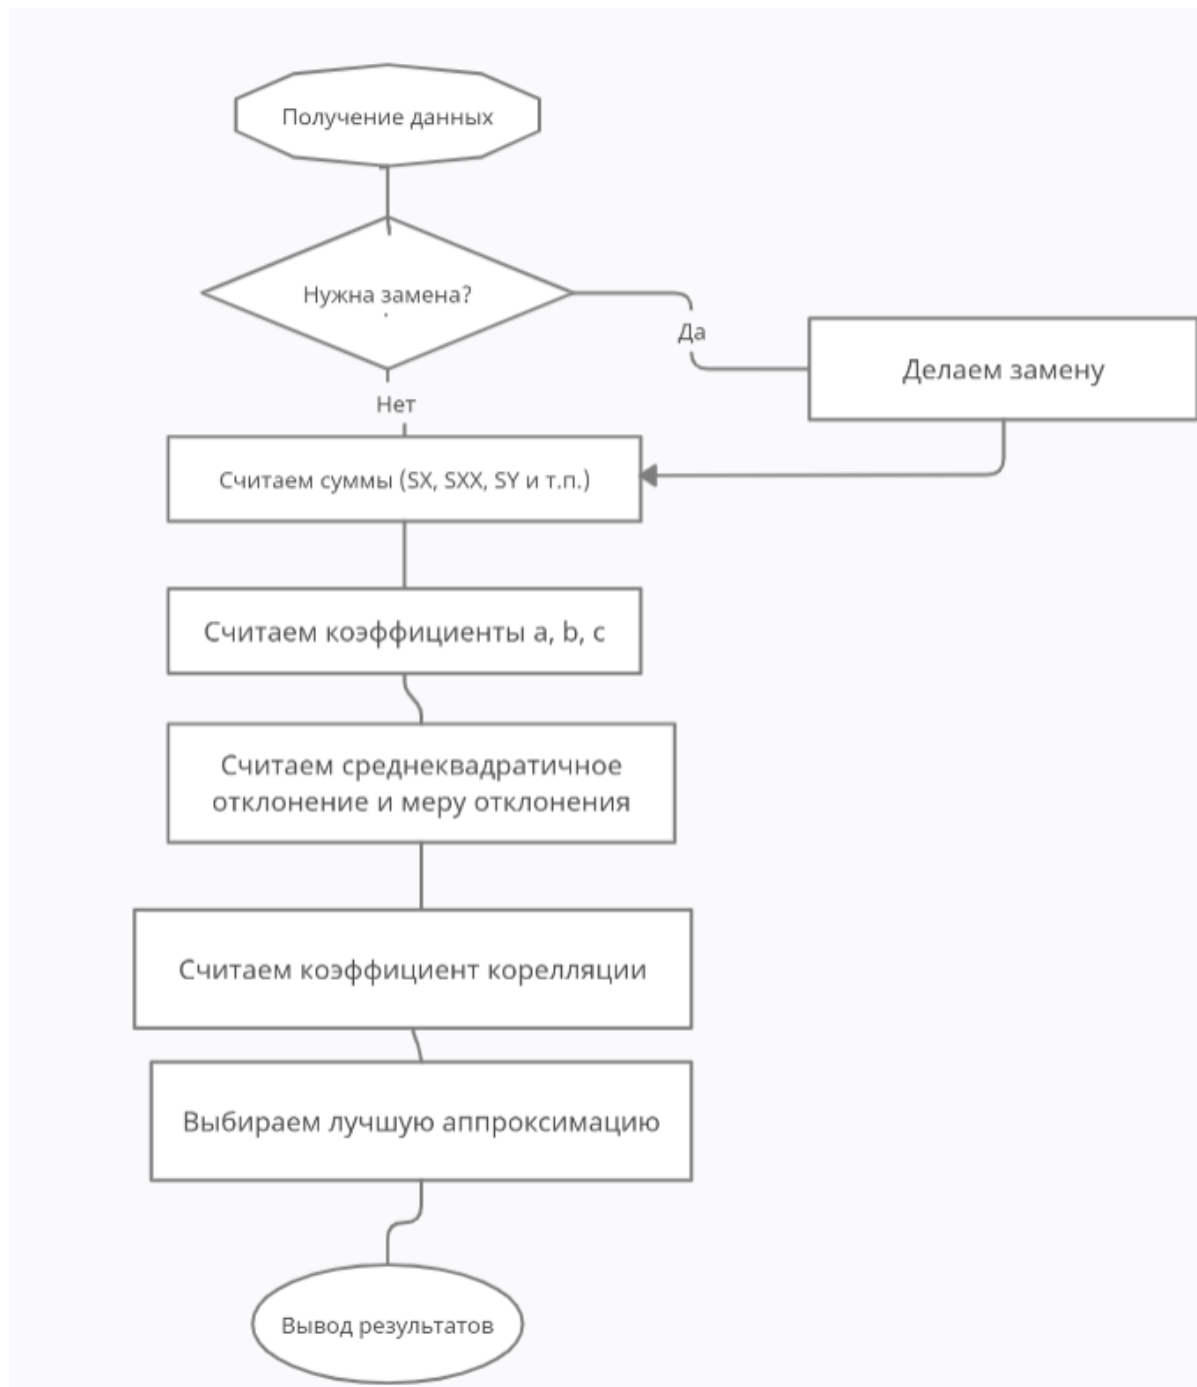 Получение данных
Нужна замена?
Да
Делаем замену
Нет
Считаем суммы (SX, SXX, SY и т.п.)
Считаем коэффициенты a, b, c
Считаем среднеквадратичное
отклонение и меру отклонения
Считаем коэффициент корелляции
Выбираем лучшую аппроксимацию
Вывод результатов